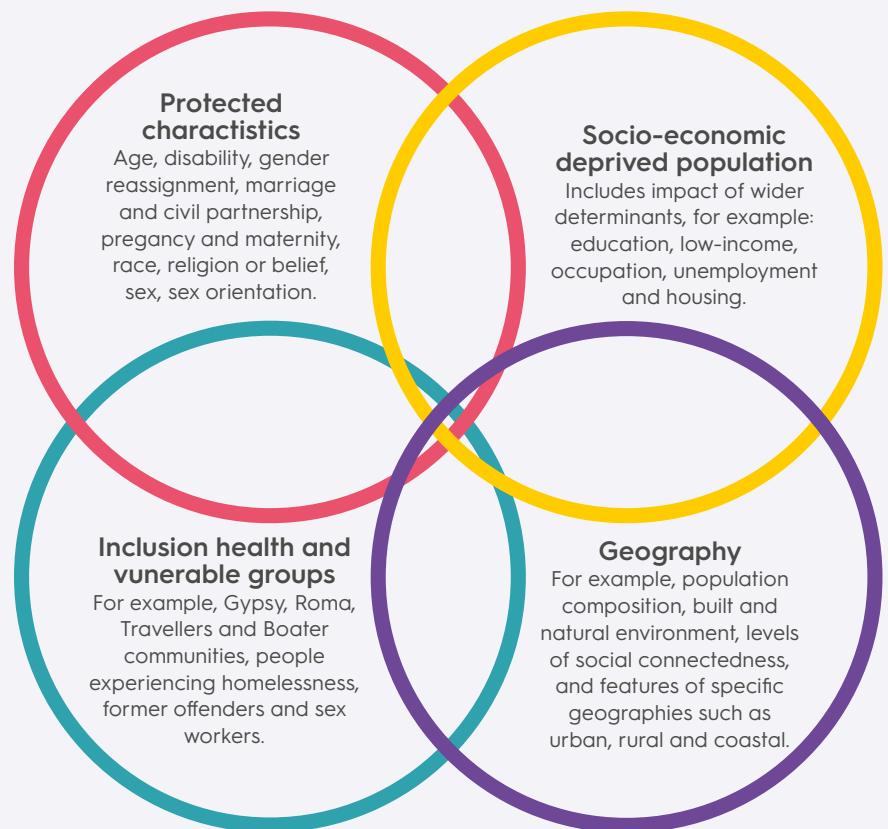 Protected
charactistics
Age, disability, gender
reassignment, marriage
and civil partnership,
pregancy and maternity,
race, religion or belief,
sex, sex orientation.
Socio-economic
deprived population
Includes impact of wider
determinants, for example:
education, low-income,
occupation, unemployment
and housing.
Inclusion health and
vunerable groups
For example, Gypsy, Roma,
Travellers and Boater
communities, people
experiencing homelessness,
former offenders and sex
workers.
Geography
For example, population
composition, built and
natural environment, levels
of social connectedness,
and features of specific
geographies such as
urban, rural and coastal.